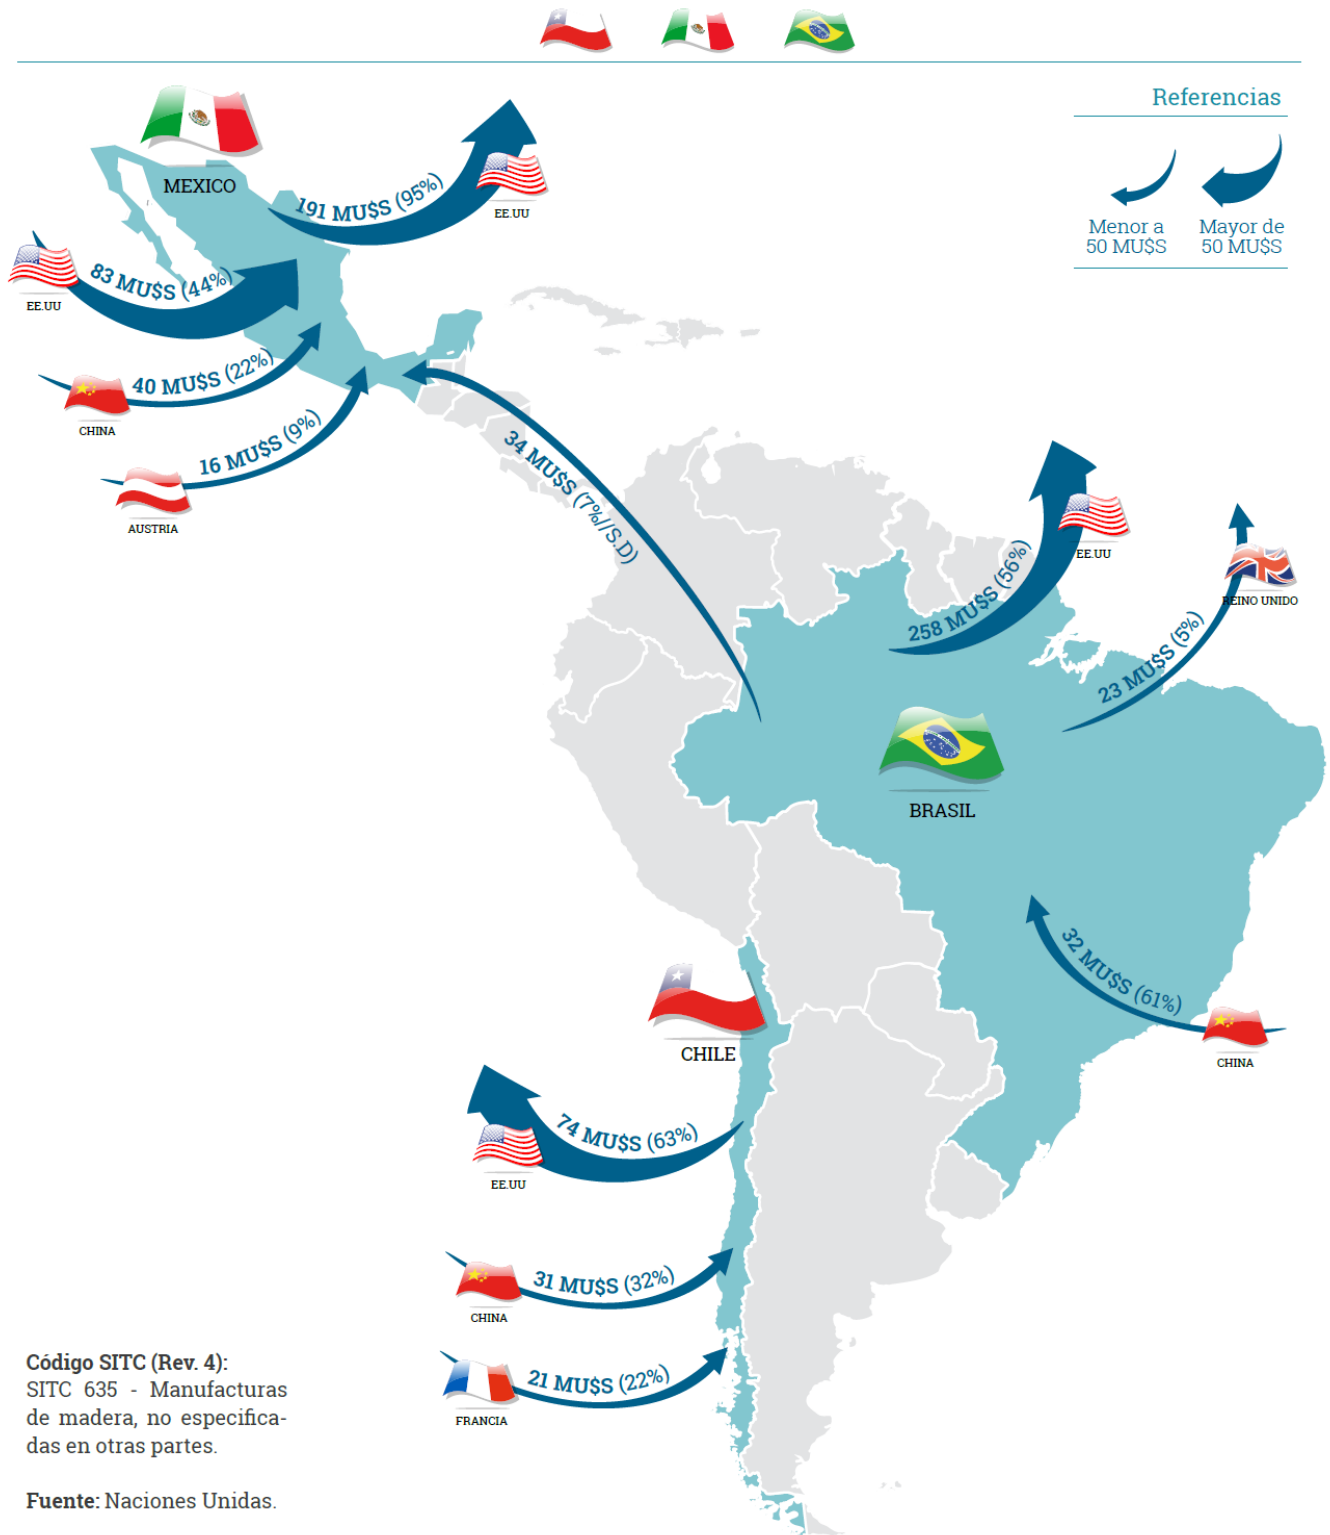 Referencias
Menor a
50 MU$S
Mayor de
50 MU$S
MEXICO
191 MU$S (95%)
EE.UU
83 MU$S (44%)
EE.UU
40 MU$S (22%)
CHINA
16 MU$S (9%)
AUSTRIA
34 MU$S (7%//S.D)
258 MU$S (56%)
EE.UU
23 MU$S (5%)
REINO UNIDO
BRASIL
32 MU$S (61%)
CHINA
CHILE
74 MU$S (63%)
EE.UU
31 MU$S (32%)
CHINA
21 MU$S (22%)
FRANCIA
Código SITC (Rev. 4):
SITC 635 - Manufacturas
de madera, no especifica-
das en otras partes.
Fuente: Naciones Unidas.